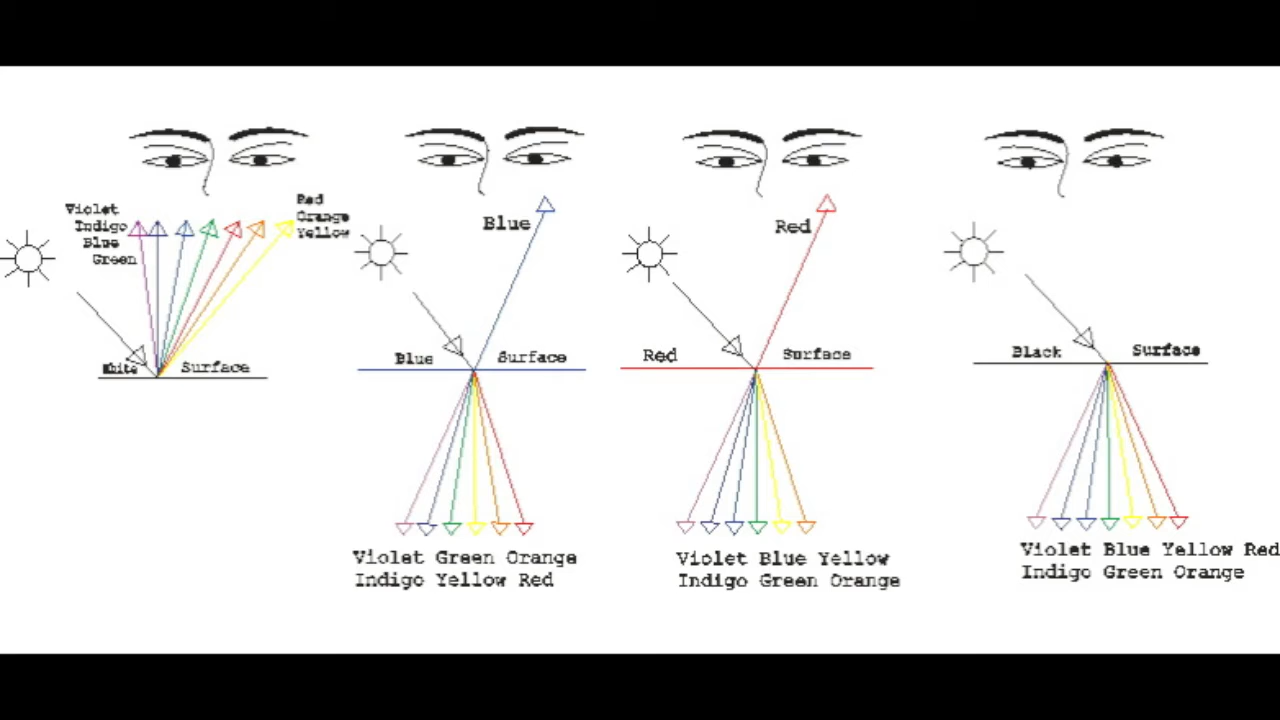 Violet
Indigo
Blue
Green
Red
Orange
Yellow
White Surface
Blue
Blue Surface
Violet Green Orange
Indigo Yellow Red
Red
Red Surface
Violet Blue Yellow
Indigo Green Orange
Black Surface
Violet Blue Yellow Red
Indigo Green Orange